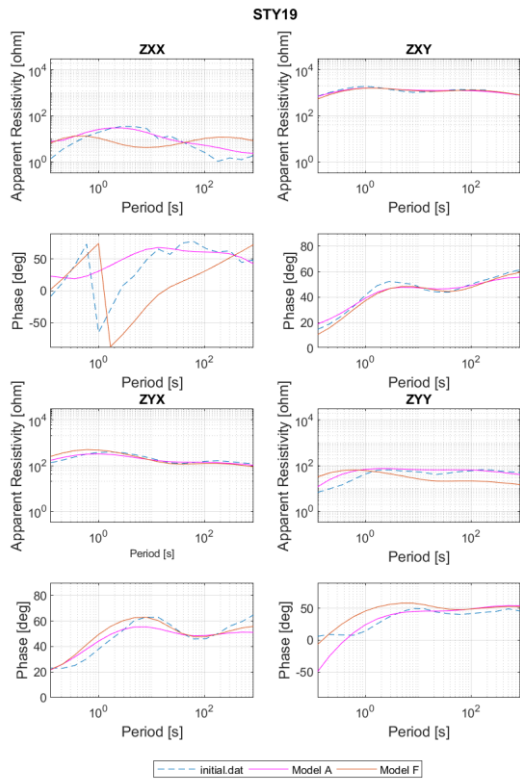 STY19
ZXX
ZXY
Apparent Resistivity [ohm]
10^4
10^2
10^0
10^0
10^2
Period [s]
Apparent Resistivity [ohm]
10^4
10^2
10^0
10^0
10^2
Period [s]
Phase [deg]
50
0
-50
10^0
10^2
Period [s]
Phase [deg]
80
60
40
20
0
10^0
10^2
Period [s]
ZYX
ZYY
Apparent Resistivity [ohm]
10^4
10^2
10^0
10^0
10^2
Period [s]
Apparent Resistivity [ohm]
10^4
10^2
10^0
10^0
10^2
Period [s]
Phase [deg]
80
60
40
20
0
10^0
10^2
Period [s]
Phase [deg]
50
0
-50
10^0
10^2
Period [s]
initial.dat
Model A
Model F